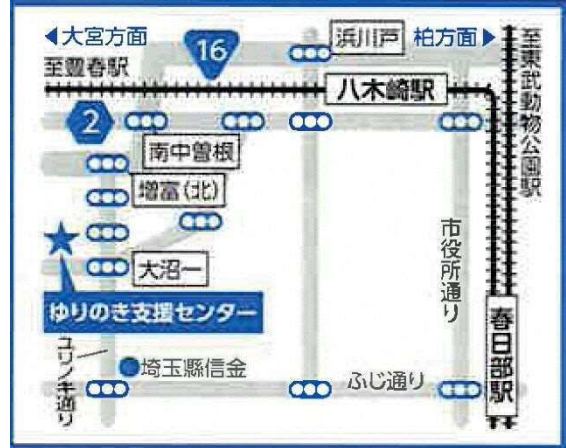 ◀大宮方面
16
浜川戸
柏方面▶
至東武動物公園駅
至豊春駅
八木崎駅
2
南中曽根
増富(北)
大沼一
市役所通り
ゆりのき支援センター
春日部駅
ユリノキ通り
埼玉縣信金
ふじ通り